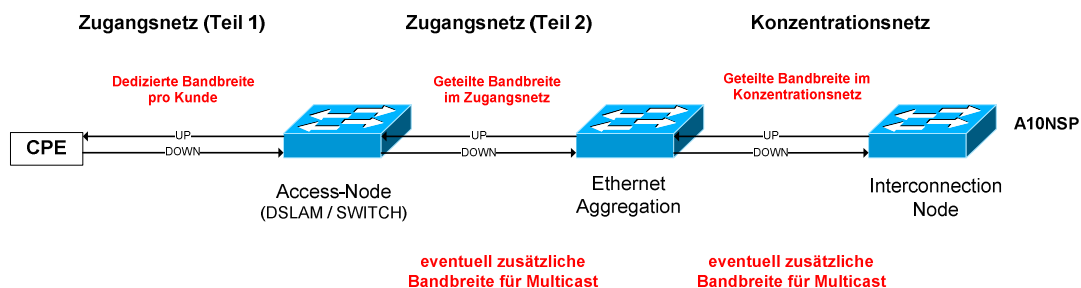 Zugangsnetz (Teil 1)
Zugangsnetz (Teil 2)
Konzentrationsnetz
Dedizierte Bandbreite
pro Kunde
Geteilte Bandbreite
im Zugangsnetz
Geteilte Bandbreite im
Konzentrationsnetz
CPE
UP
DOWN
UP
DOWN
UP
DOWN
A10NSP
Access-Node
(DSLAM / SWITCH)
Ethernet
Aggregation
Interconnection
Node
eventuell zusätzliche
Bandbreite für Multicast
eventuell zusätzliche
Bandbreite für Multicast